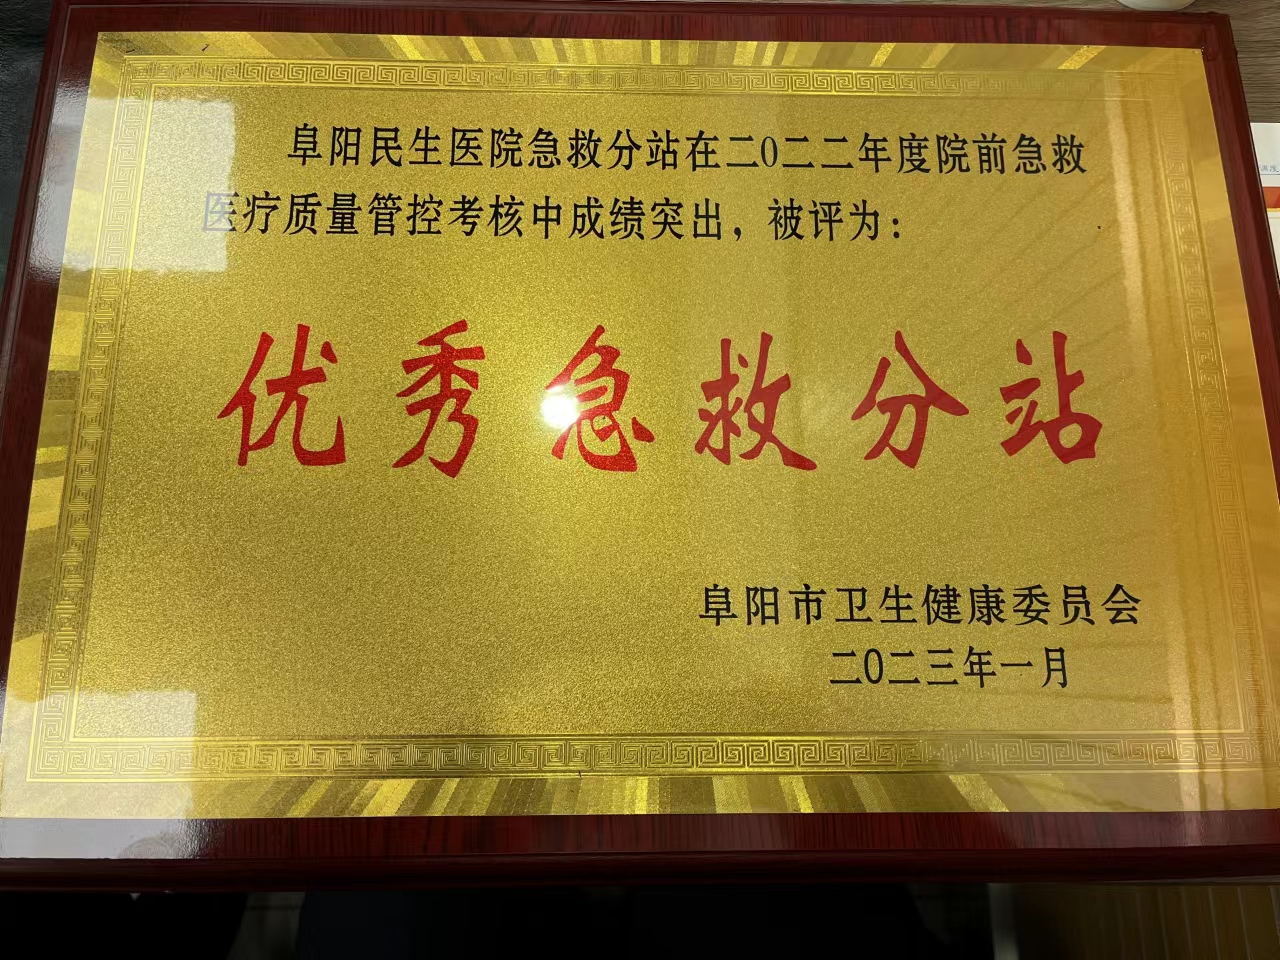 阜阳民生医院急救分站在二0二二年度院前急救
医疗质量管控考核中成绩突出，被评为：
优秀急救分站
阜阳市卫生健康委员会
二0二三年一月